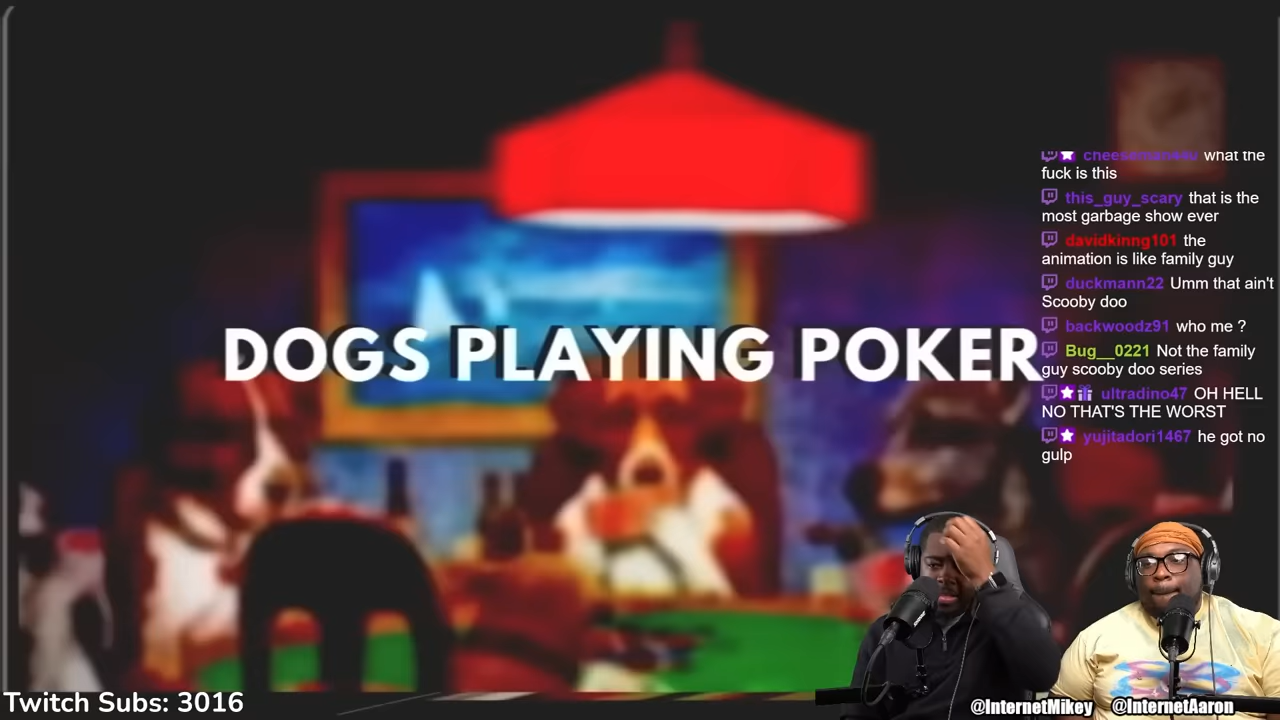 what the
fuck is this
this_guy_scary that is the
most garbage show ever
davidkinng101 the
animation is like family guy
duckmann22 Umm that ain't
Scooby doo
backwoodz91 who me ?
Bug__0221 Not the family
guy scooby doo series
ultradino47 OH HELL
NO THAT'S THE WORST
yujitadori1467 he got no
gulp
DOGS PLAYING POKER
Twitch Subs: 3016
@InternetMikey @InternetAaron